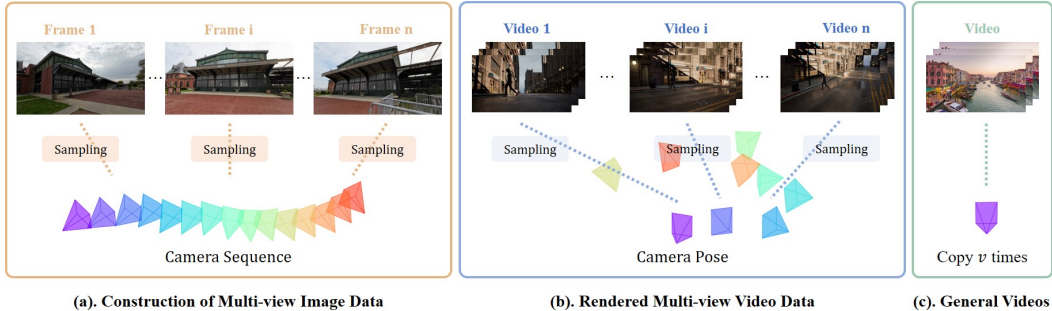 Frame 1 Frame i Frame n
... ...
Sampling Sampling Sampling
Camera Sequence
(a). Construction of Multi-view Image Data
Video 1 Video i Video n
... ...
Sampling Sampling Sampling
Camera Pose
(b). Rendered Multi-view Video Data
Video
Copy v times
(c). General Videos